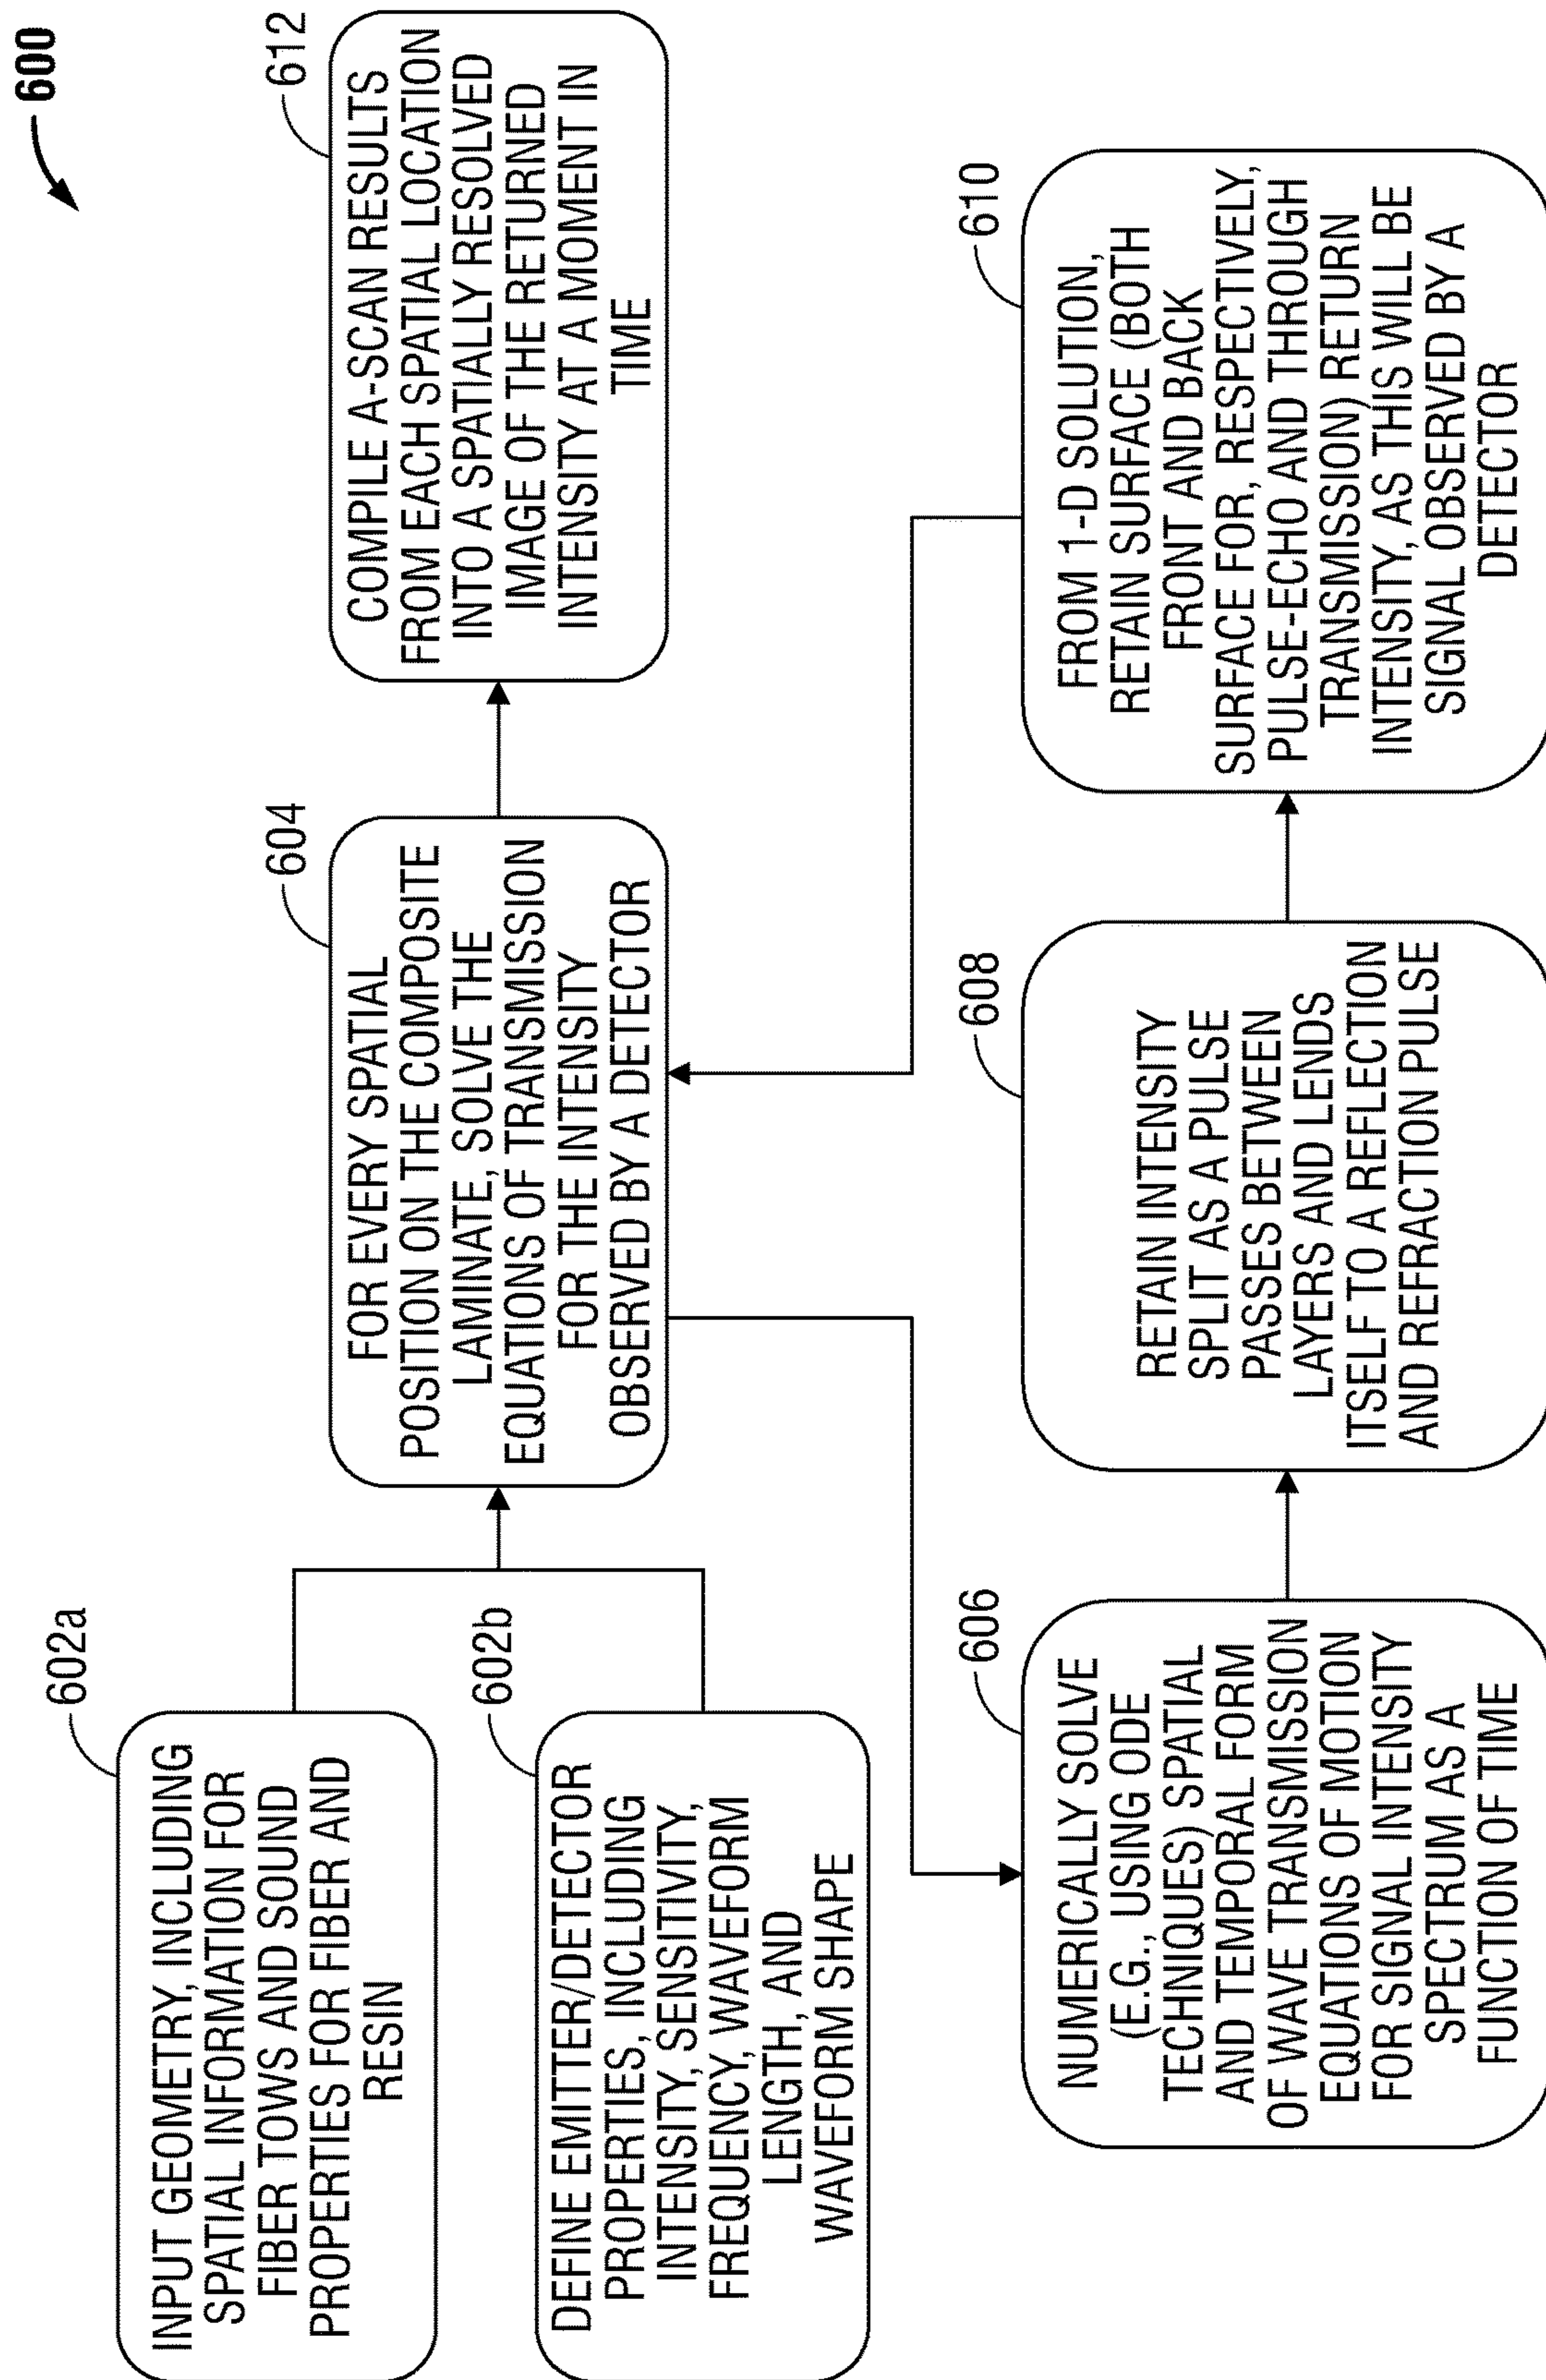 600
602a
INPUT GEOMETRY, INCLUDING
SPATIAL INFORMATION FOR
FIBER TOWS AND SOUND
PROPERTIES FOR FIBER AND
RESIN
602b
DEFINE EMITTER/DETECTOR
PROPERTIES, INCLUDING
INTENSITY, SENSITIVITY,
FREQUENCY, WAVEFORM
LENGTH, AND
WAVEFORM SHAPE
604
FOR EVERY SPATIAL
POSITION ON THE COMPOSITE
LAMINATE, SOLVE THE
EQUATIONS OF TRANSMISSION
FOR THE INTENSITY
OBSERVED BY A DETECTOR
612
COMPILE A-SCAN RESULTS
FROM EACH SPATIAL LOCATION
INTO A SPATIALLY RESOLVED
IMAGE OF THE RETURNED
INTENSITY AT A MOMENT IN
TIME
606
NUMERICALLY SOLVE
(E.G., USING ODE
TECHNIQUES) SPATIAL
AND TEMPORAL FORM
OF WAVE TRANSMISSION
EQUATIONS OF MOTION
FOR SIGNAL INTENSITY
SPECTRUM AS A
FUNCTION OF TIME
608
RETAIN INTENSITY
SPLIT AS A PULSE
PASSES BETWEEN
LAYERS AND LENDS
ITSELF TO A REFLECTION
AND REFRACTION PULSE
610
FROM 1-D SOLUTION,
RETAIN SURFACE (BOTH
FRONT AND BACK
SURFACE FOR, RESPECTIVELY,
PULSE-ECHO AND THROUGH
TRANSMISSION) RETURN
INTENSITY, AS THIS WILL BE
SIGNAL OBSERVED BY A
DETECTOR